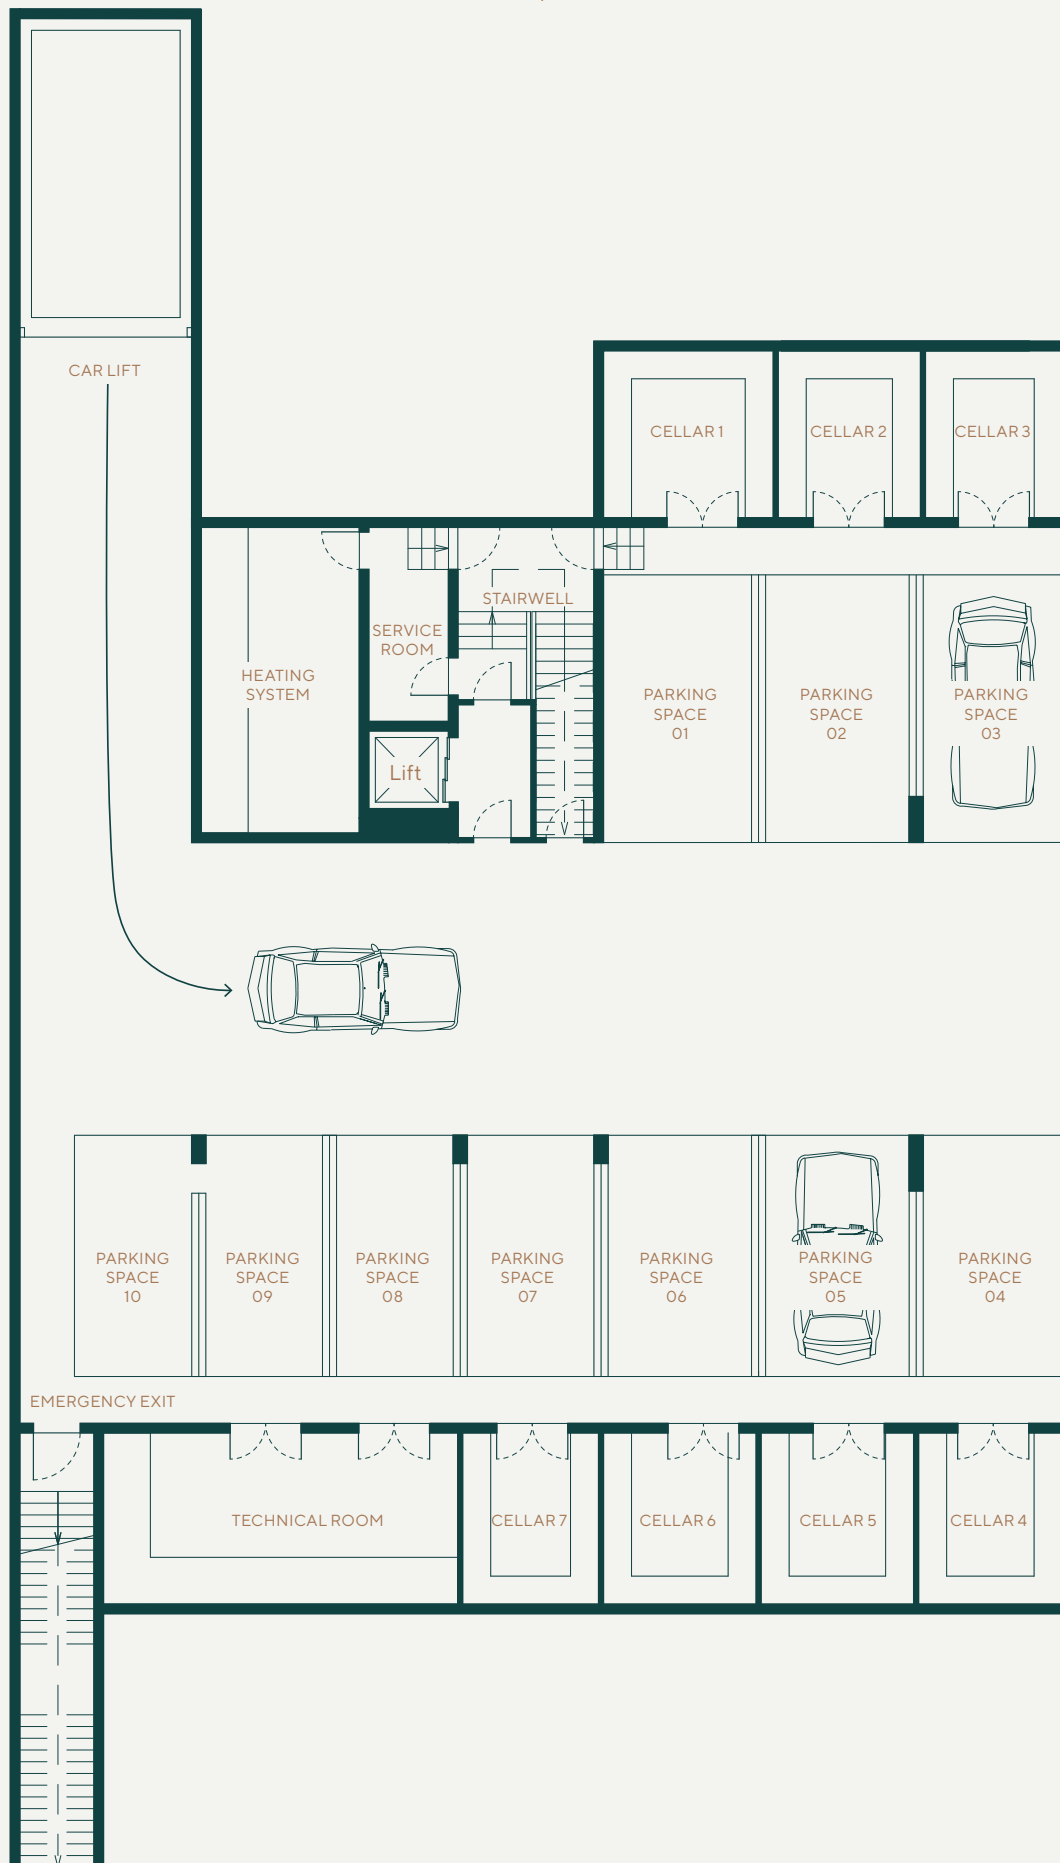 CAR LIFT
CELLAR 1
CELLAR 2
CELLAR 3
STAIRWELL
SERVICE
ROOM
HEATING
SYSTEM
Lift
PARKING
SPACE
01
PARKING
SPACE
02
PARKING
SPACE
03
PARKING
SPACE
10
PARKING
SPACE
09
PARKING
SPACE
08
PARKING
SPACE
07
PARKING
SPACE
06
PARKING
SPACE
05
PARKING
SPACE
04
EMERGENCY EXIT
TECHNICAL ROOM
CELLAR 7
CELLAR 6
CELLAR 5
CELLAR 4